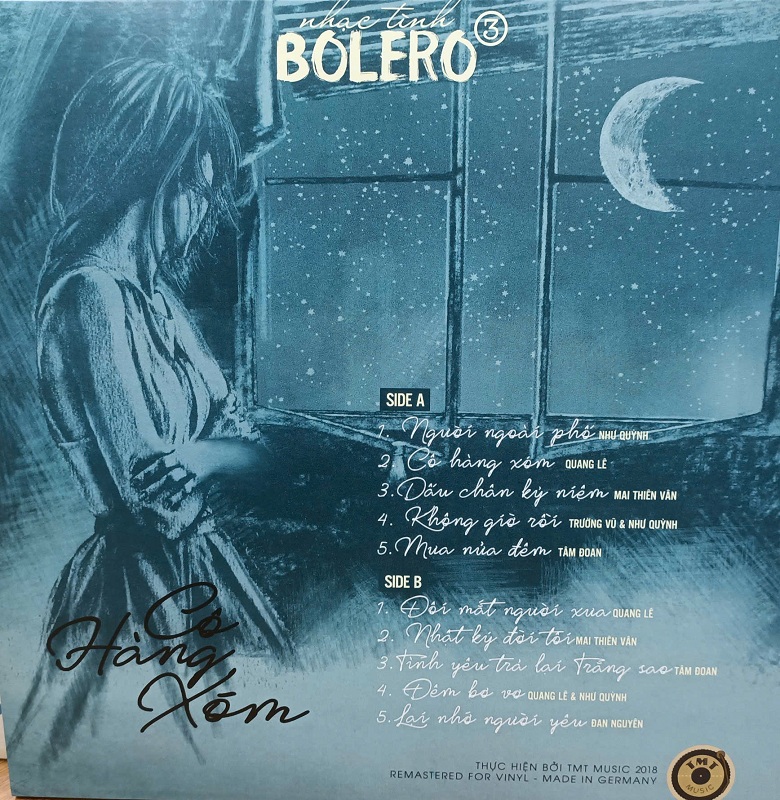 nhạc tình
BOLERO 3
SIDE A
1. Người ngoài phố NHƯ QUỲNH
2. Cô hàng xóm QUANG LÊ
3. Dấu chân kỷ niệm MAI THIÊN VÂN
4. Không giờ rồi TRƯỜNG VŨ & NHƯ QUỲNH
5. Mưa nửa đêm TÂM ĐOAN
SIDE B
1. Đôi mắt người xưa QUANG LÊ
2. Nhật ký đời tôi MAI THIÊN VÂN
3. Tình yêu trả lại Trăng sao TÂM ĐOAN
4. Đêm bơ vơ QUANG LÊ & NHƯ QUỲNH
5. Lại nhớ người yêu ĐAN NGUYÊN
Cô
Hàng
Xóm
THỰC HIỆN BỞI TMT MUSIC 2018
REMASTERED FOR VINYL - MADE IN GERMANY
TMT
MUSIC